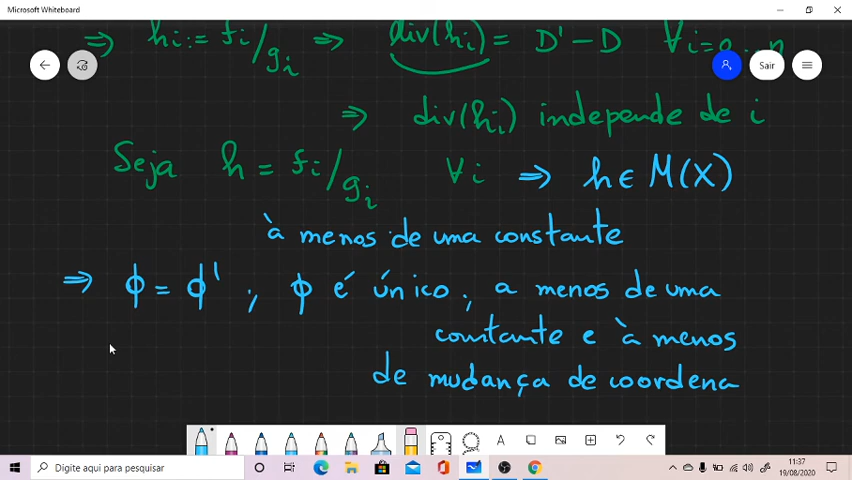 Microsoft Whiteboard
⇒ hi := fi/gi ⇒ div(hi) = D' - D ∀i=0...n
Sair
⇒ div(hi) independe de i
Seja h = fi/gi ∀i ⇒ h ∈ M(X)
à menos de uma constante
⇒ ϕ = ϕ' ; ϕ é único, a menos de uma
constante e à menos
de mudança de coordena
Digite aqui para pesquisar
11:37
19/08/2020